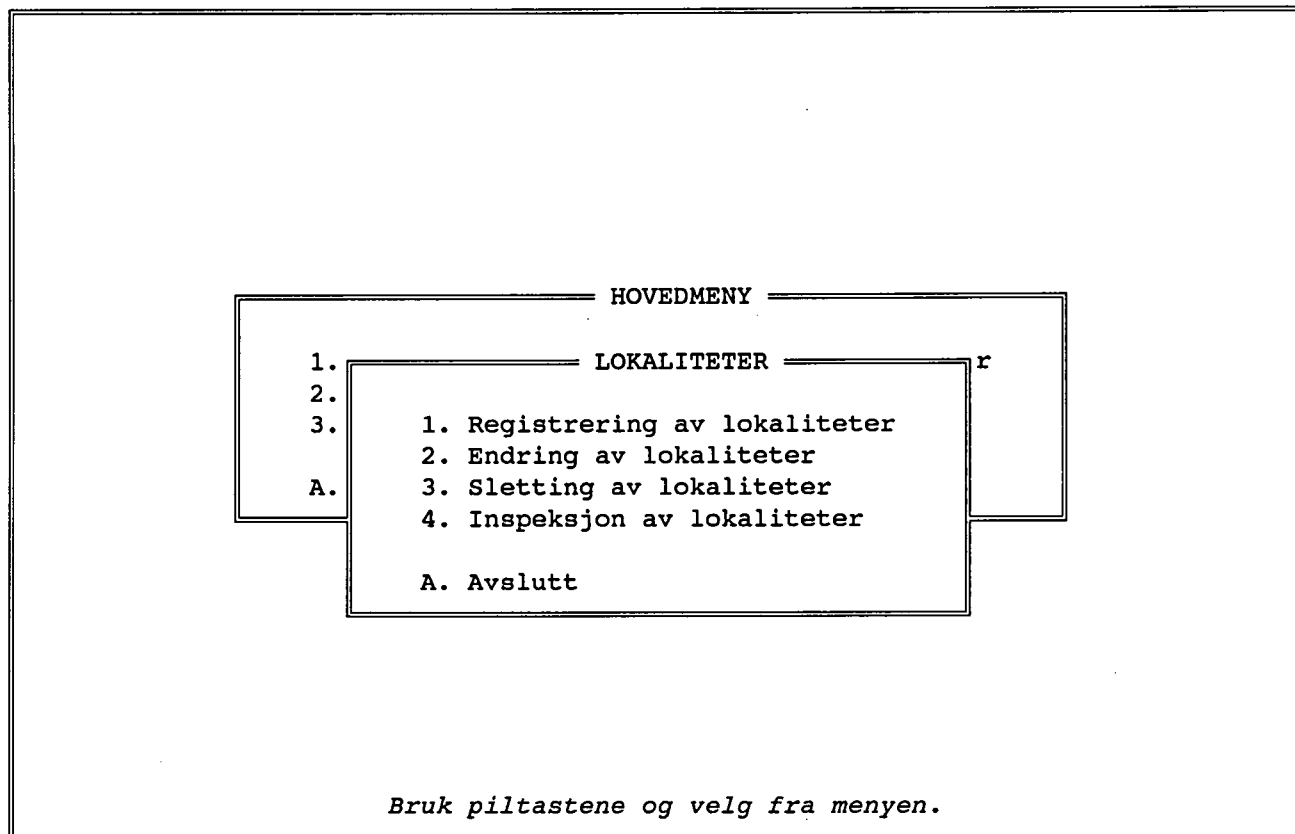 HOVEDMENY
1. LOKALITETER r
2.
3. 1. Registrering av lokaliteter
2. Endring av lokaliteter
A. 3. Sletting av lokaliteter
4. Inspeksjon av lokaliteter
A. Avslutt
Bruk piltastene og velg fra menyen.